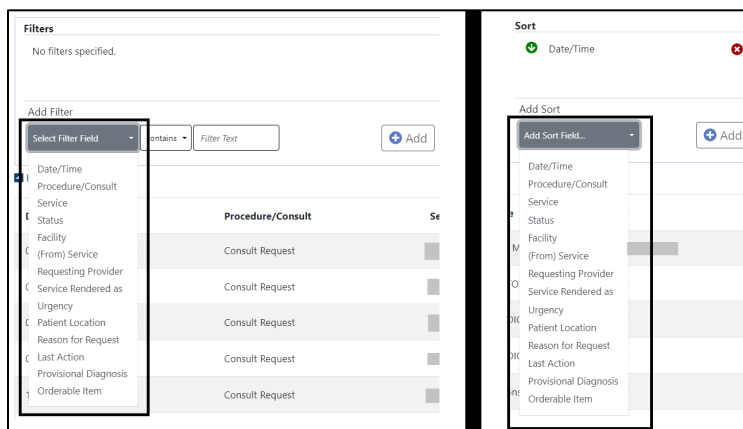 Filters
No filters specified.
Add Filter
Select Filter Field
ontains
Filter Text
Add
Date/Time
Procedure/Consult
Service
Status
Facility
(From) Service
Requesting Provider
Service Rendered as
Urgency
Patient Location
Reason for Request
Last Action
Provisional Diagnosis
Orderable Item
Procedure/Consult
Se
Consult Request
Consult Request
Consult Request
Consult Request
Consult Request
Sort
Date/Time
Add Sort
Add Sort Field...
Add
Date/Time
Procedure/Consult
Service
Status
Facility
(From) Service
Requesting Provider
Service Rendered as
Urgency
Patient Location
Reason for Request
Last Action
Provisional Diagnosis
Orderable Item